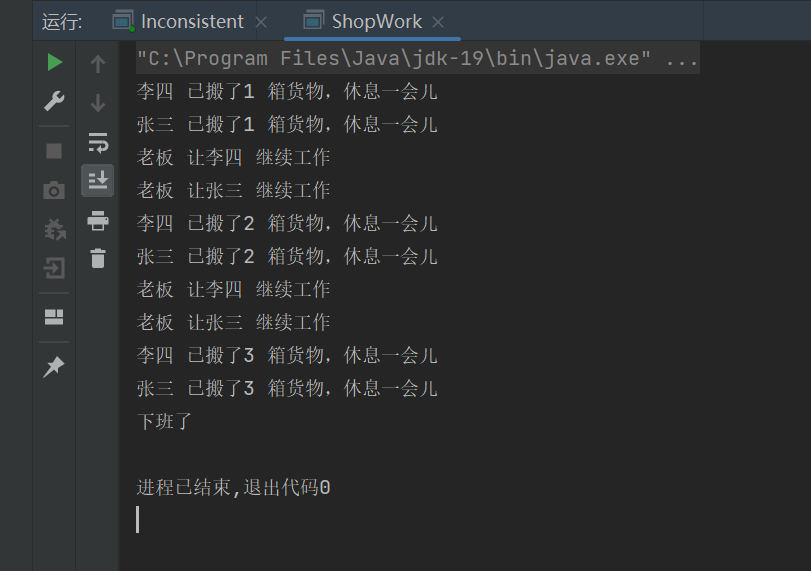 运行: Inconsistent ShopWork
"C:\Program Files\Java\jdk-19\bin\java.exe" ...
李四 已搬了1 箱货物，休息一会儿
张三 已搬了1 箱货物，休息一会儿
老板 让李四 继续工作
老板 让张三 继续工作
李四 已搬了2 箱货物，休息一会儿
张三 已搬了2 箱货物，休息一会儿
老板 让李四 继续工作
老板 让张三 继续工作
李四 已搬了3 箱货物，休息一会儿
张三 已搬了3 箱货物，休息一会儿
下班了
进程已结束,退出代码0